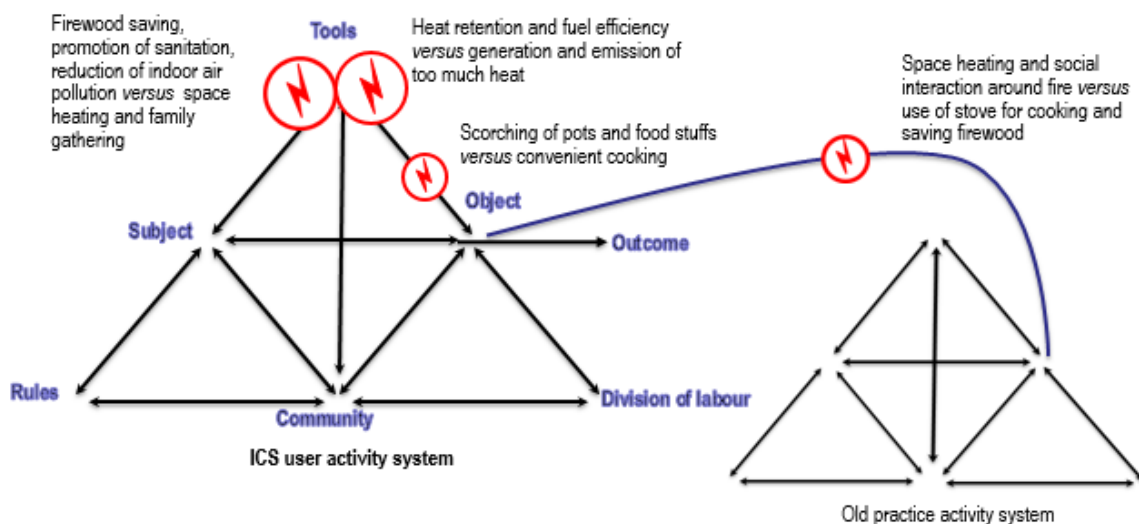 Firewood saving,
promotion of sanitation,
reduction of indoor air
pollution versus space
heating and family
gathering
Tools
Heat retention and fuel efficiency
versus generation and emission of
too much heat
Space heating and social
interaction around fire versus
use of stove for cooking and
saving firewood
Scorching of pots and food stuffs
versus convenient cooking
Object
Subject
Outcome
Rules
Community
Division of labour
ICS user activity system
Old practice activity system